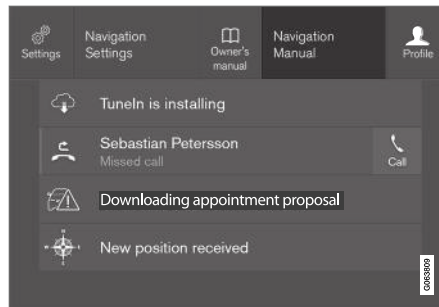 Settings
Navigation
Settings
Owner's
manual
Navigation
Manual
Profile
TuneIn is installing
Sebastian Petersson
Missed call
Call
Downloading appointment proposal
New position received
G063809